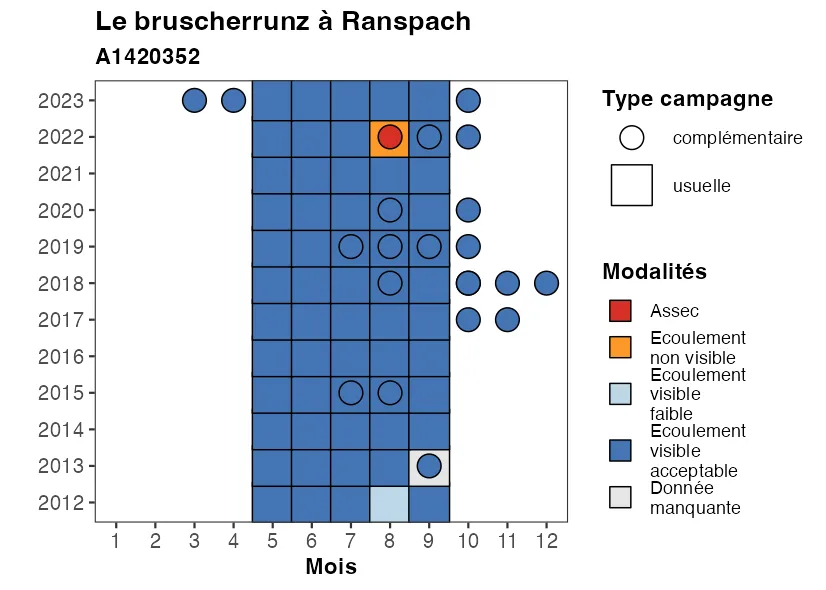 Le bruscherrunz à Ranspach
A1420352
2023
2022
2021
2020
2019
2018
2017
2016
2015
2014
2013
2012
1 2 3 4 5 6 7 8 9 10 11 12
Mois
Type campagne
complémentaire
usuelle
Modalités
Assec
Ecoulement
non visible
Ecoulement
visible
faible
Ecoulement
visible
acceptable
Donnée
manquante